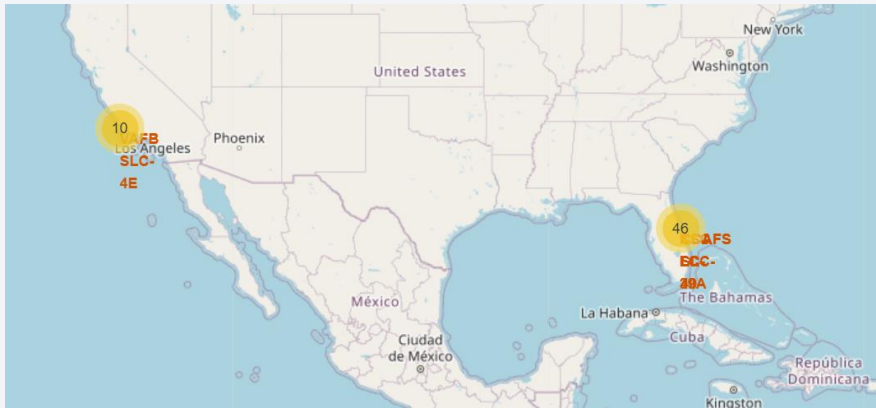 New York
Washington
United States
10
VAFB
Los Angeles
Phoenix
SLC-
4E
46
AFS
México
The Bahamas
La Habana
Cuba
Ciudad
de México
República
Dominicana
Kingston